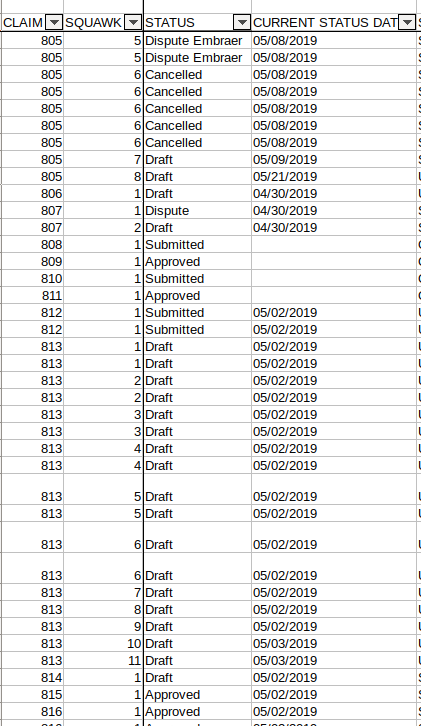 CLAIM SQUAWK STATUS CURRENT STATUS DAT
805 5 Dispute Embraer 05/08/2019
805 5 Dispute Embraer 05/08/2019
805 6 Cancelled 05/08/2019
805 6 Cancelled 05/08/2019
805 6 Cancelled 05/08/2019
805 6 Cancelled 05/08/2019
805 6 Cancelled 05/08/2019
805 7 Draft 05/09/2019
805 8 Draft 05/21/2019
806 1 Draft 04/30/2019
807 1 Dispute 04/30/2019
807 2 Draft 04/30/2019
808 1 Submitted
809 1 Approved
810 1 Submitted
811 1 Approved
812 1 Submitted 05/02/2019
812 1 Submitted 05/02/2019
813 1 Draft 05/02/2019
813 1 Draft 05/02/2019
813 2 Draft 05/02/2019
813 2 Draft 05/02/2019
813 3 Draft 05/02/2019
813 3 Draft 05/02/2019
813 4 Draft 05/02/2019
813 4 Draft 05/02/2019
813 5 Draft 05/02/2019
813 5 Draft 05/02/2019
813 6 Draft 05/02/2019
813 6 Draft 05/02/2019
813 7 Draft 05/02/2019
813 8 Draft 05/02/2019
813 9 Draft 05/02/2019
813 10 Draft 05/03/2019
813 11 Draft 05/03/2019
814 1 Draft 05/02/2019
815 1 Approved 05/02/2019
816 1 Approved 05/02/2019